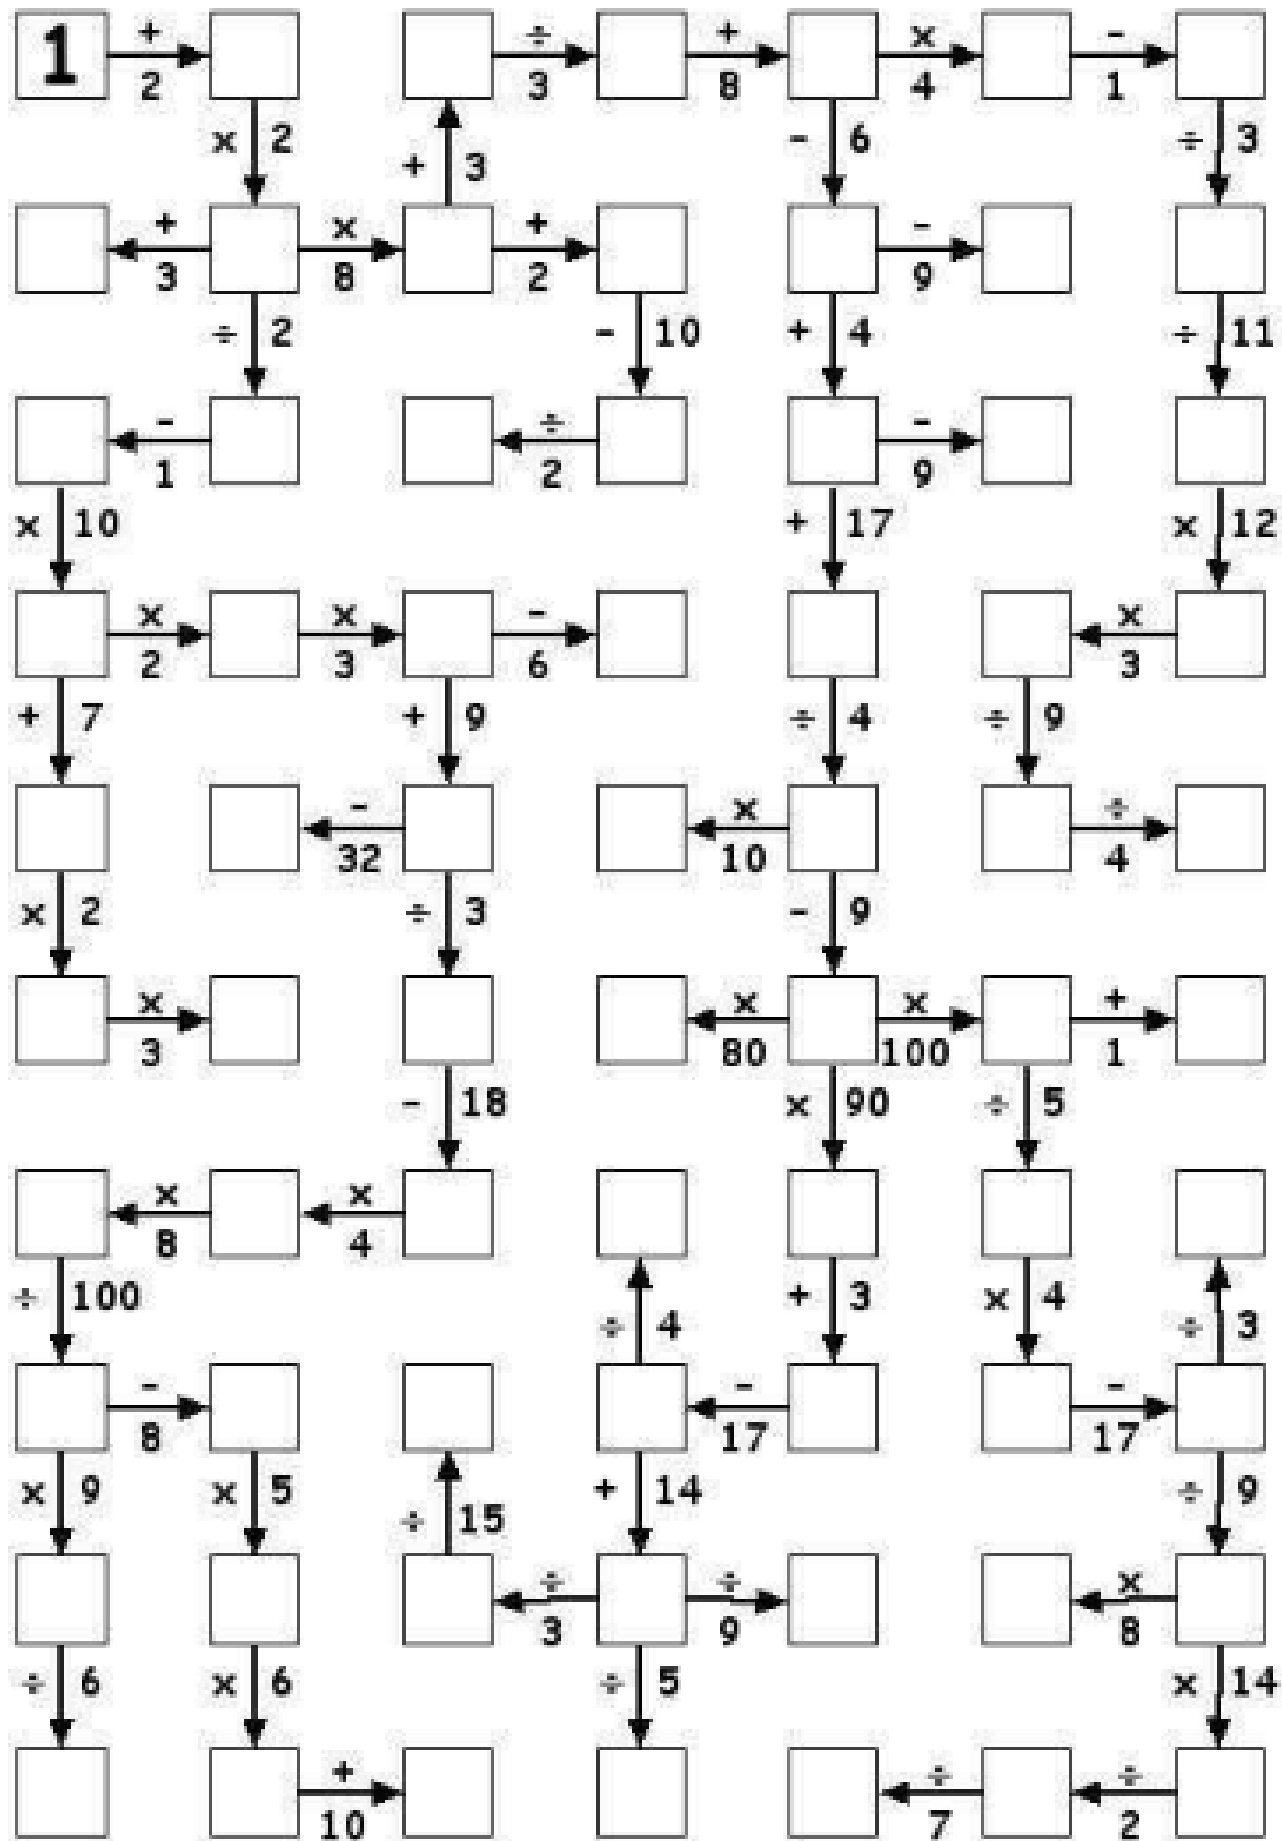 1 + 2 ÷ 3 + 8 x 4 - 1
x 2 + 3 - 6 ÷ 3
+ 3 x 8 + 2 - 9
÷ 2 - 10 + 4 ÷ 11
- 1 ÷ 2 - 9
x 10 + 17 x 12
x 2 x 3 - 6 x 3
+ 7 + 9 ÷ 4 ÷ 9
- 32 x 10 ÷ 4
x 2 ÷ 3 - 9
x 3 x 80 x 100 + 1
- 18 x 90 ÷ 5
x 8 x 4
÷ 100 ÷ 4 + 3 x 4 ÷ 3
- 8 - 17 - 17
x 9 x 5 ÷ 15 + 14 ÷ 9
÷ 3 ÷ 9 x 8
÷ 6 x 6 ÷ 5 x 14
+ 10 ÷ 7 ÷ 2